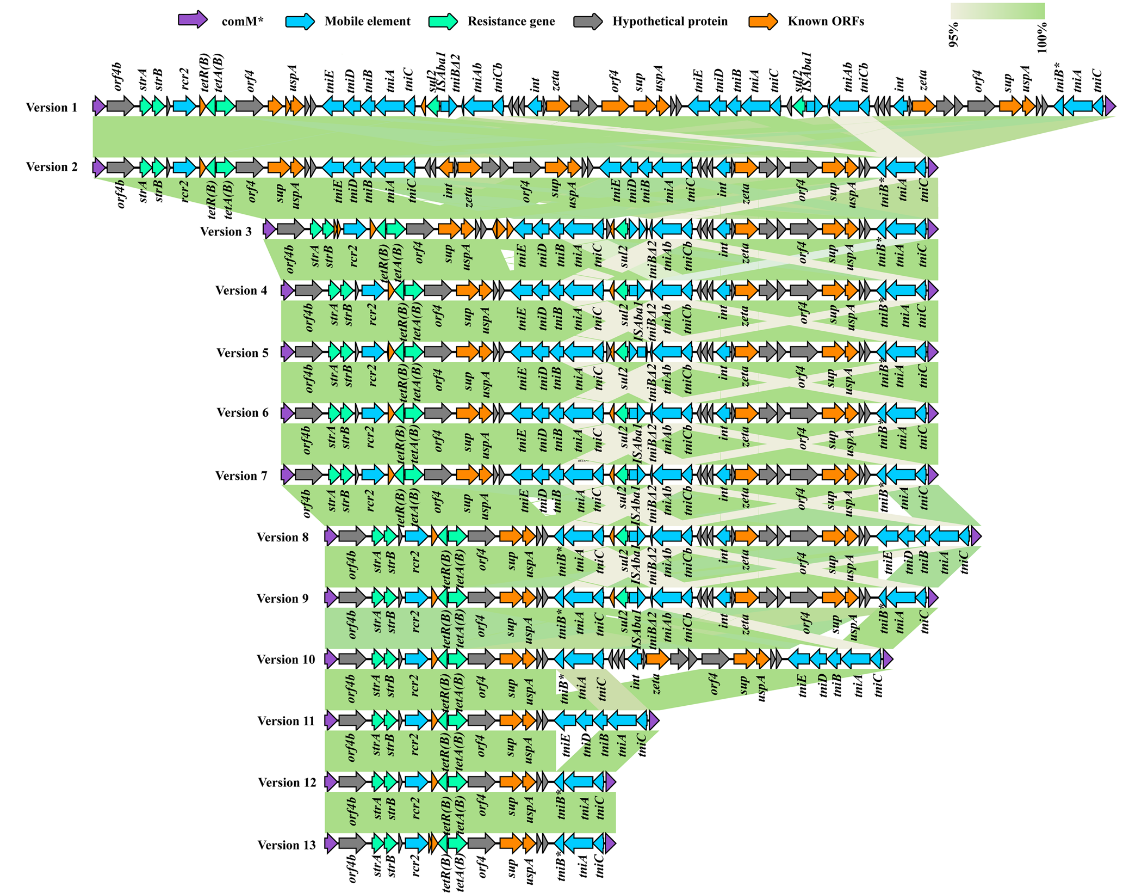 comM* Mobile element Resistance gene Hypothetical protein Known ORFs
95% 100%
orf4b strA strB rcr2 tetR(B) tetA(B) orf4 sup uspA tniE tniD tniB tniA tniC sul2 ISAba1 tniBΔ2 tniAb tniCb int zeta orf4 sup uspA tniE tniD tniB tniA tniC sul2 ISAba1 tniAb tniCb int zeta orf4 sup uspA tniB* tniA tniC
Version 1
Version 2
orf4b strA strB rcr2 tetR(B) tetA(B) orf4 sup uspA tniE tniD tniB tniA tniC int zeta orf4 sup uspA tniE tniD tniB tniA tniC int zeta orf4 sup uspA tniB* tniA tniC
Version 3
orf4b strA strB rcr2 tetR(B) tetA(B) orf4 sup uspA tniE tniD tniB tniA tniC sul2 tniBΔ2 tniAb tniCb int zeta orf4 sup uspA tniB* tniA tniC
Version 4
orf4b strA strB rcr2 tetR(B) tetA(B) orf4 sup uspA tniE tniD tniB tniA tniC sul2 ISAba1 tniBΔ2 tniAb tniCb int zeta orf4 sup uspA tniB* tniA tniC
Version 5
orf4b strA strB rcr2 tetR(B) tetA(B) orf4 sup uspA tniE tniD tniB tniA tniC sul2 ISAba1 tniBΔ2 tniAb tniCb int zeta orf4 sup uspA tniB* tniA tniC
Version 6
orf4b strA strB rcr2 tetR(B) tetA(B) orf4 sup uspA tniE tniD tniB tniA tniC sul2 ISAba1 tniBΔ2 tniAb tniCb int zeta orf4 sup uspA tniB* tniA tniC
Version 7
orf4b strA strB rcr2 tetR(B) tetA(B) orf4 sup uspA tniE tniD tniB tniA tniC sul2 ISAba1 tniBΔ2 tniAb tniCb int zeta orf4 sup uspA tniB* tniA tniC
Version 8
orf4b strA strB rcr2 tetR(B) tetA(B) orf4 sup uspA tniB* tniA tniC sul2 ISAba1 tniBΔ2 tniAb tniCb int zeta orf4 sup uspA tniE tniD tniB tniA tniC
Version 9
orf4b strA strB rcr2 tetR(B) tetA(B) orf4 sup uspA tniB* tniA tniC sul2 ISAba1 tniBΔ2 tniAb tniCb int zeta orf4 sup uspA tniB* tniA tniC
Version 10
orf4b strA strB rcr2 tetR(B) tetA(B) orf4 sup uspA tniB* tniA tniC int zeta orf4 sup uspA tniE tniD tniB tniA tniC
Version 11
orf4b strA strB rcr2 tetR(B) tetA(B) orf4 sup uspA tniE tniD tniB tniA tniC
Version 12
orf4b strA strB rcr2 tetR(B) tetA(B) orf4 sup uspA tniB* tniA tniC
Version 13
orf4b strA strB rcr2 tetR(B) tetA(B) orf4 sup uspA tniB* tniA tniC